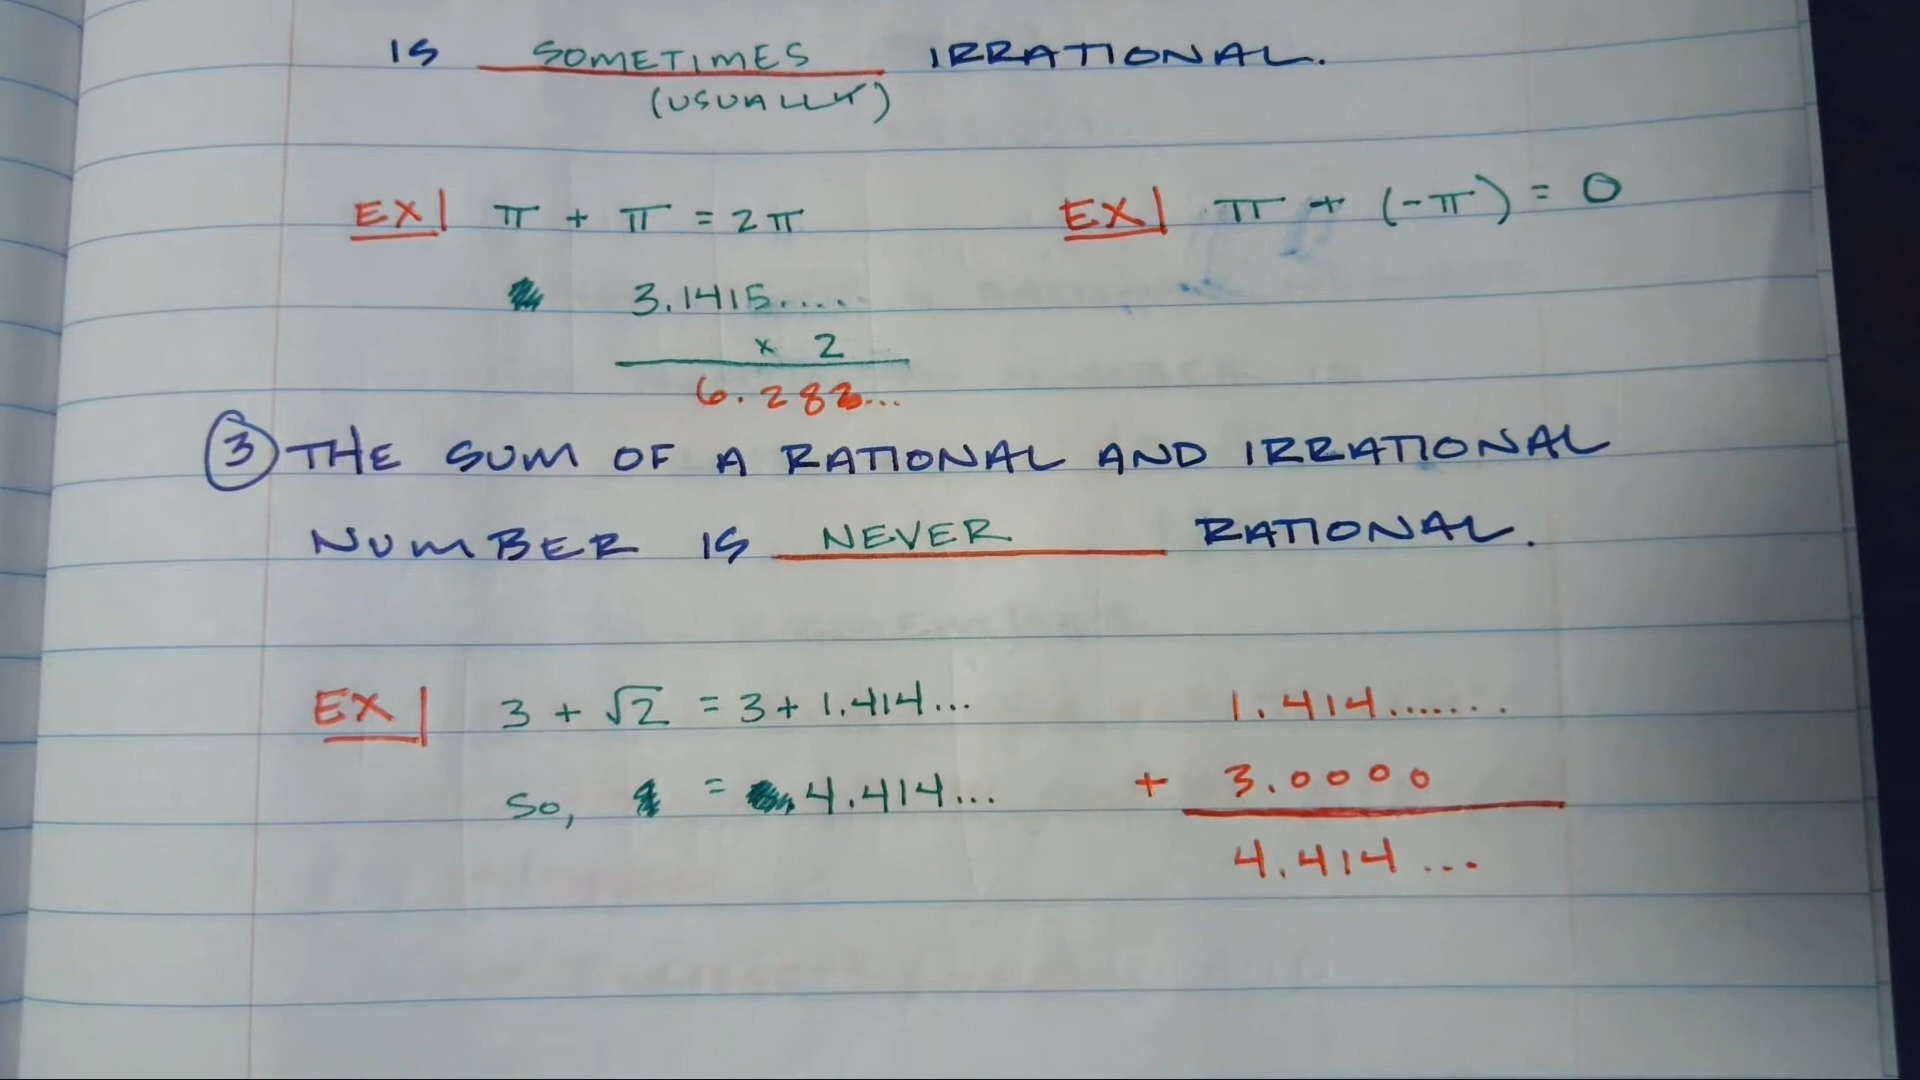 IS SOMETIMES IRRATIONAL.
(USUALLY)
EX| π + π = 2π
EX| π + (-π) = 0
3.1415.....
x 2
6.283...
③ THE SUM OF A RATIONAL AND IRRATIONAL
NUMBER IS NEVER RATIONAL.
EX| 3 + √2 = 3 + 1.414...
So, = 4.414...
1.414.......
+ 3.0000
4.414...